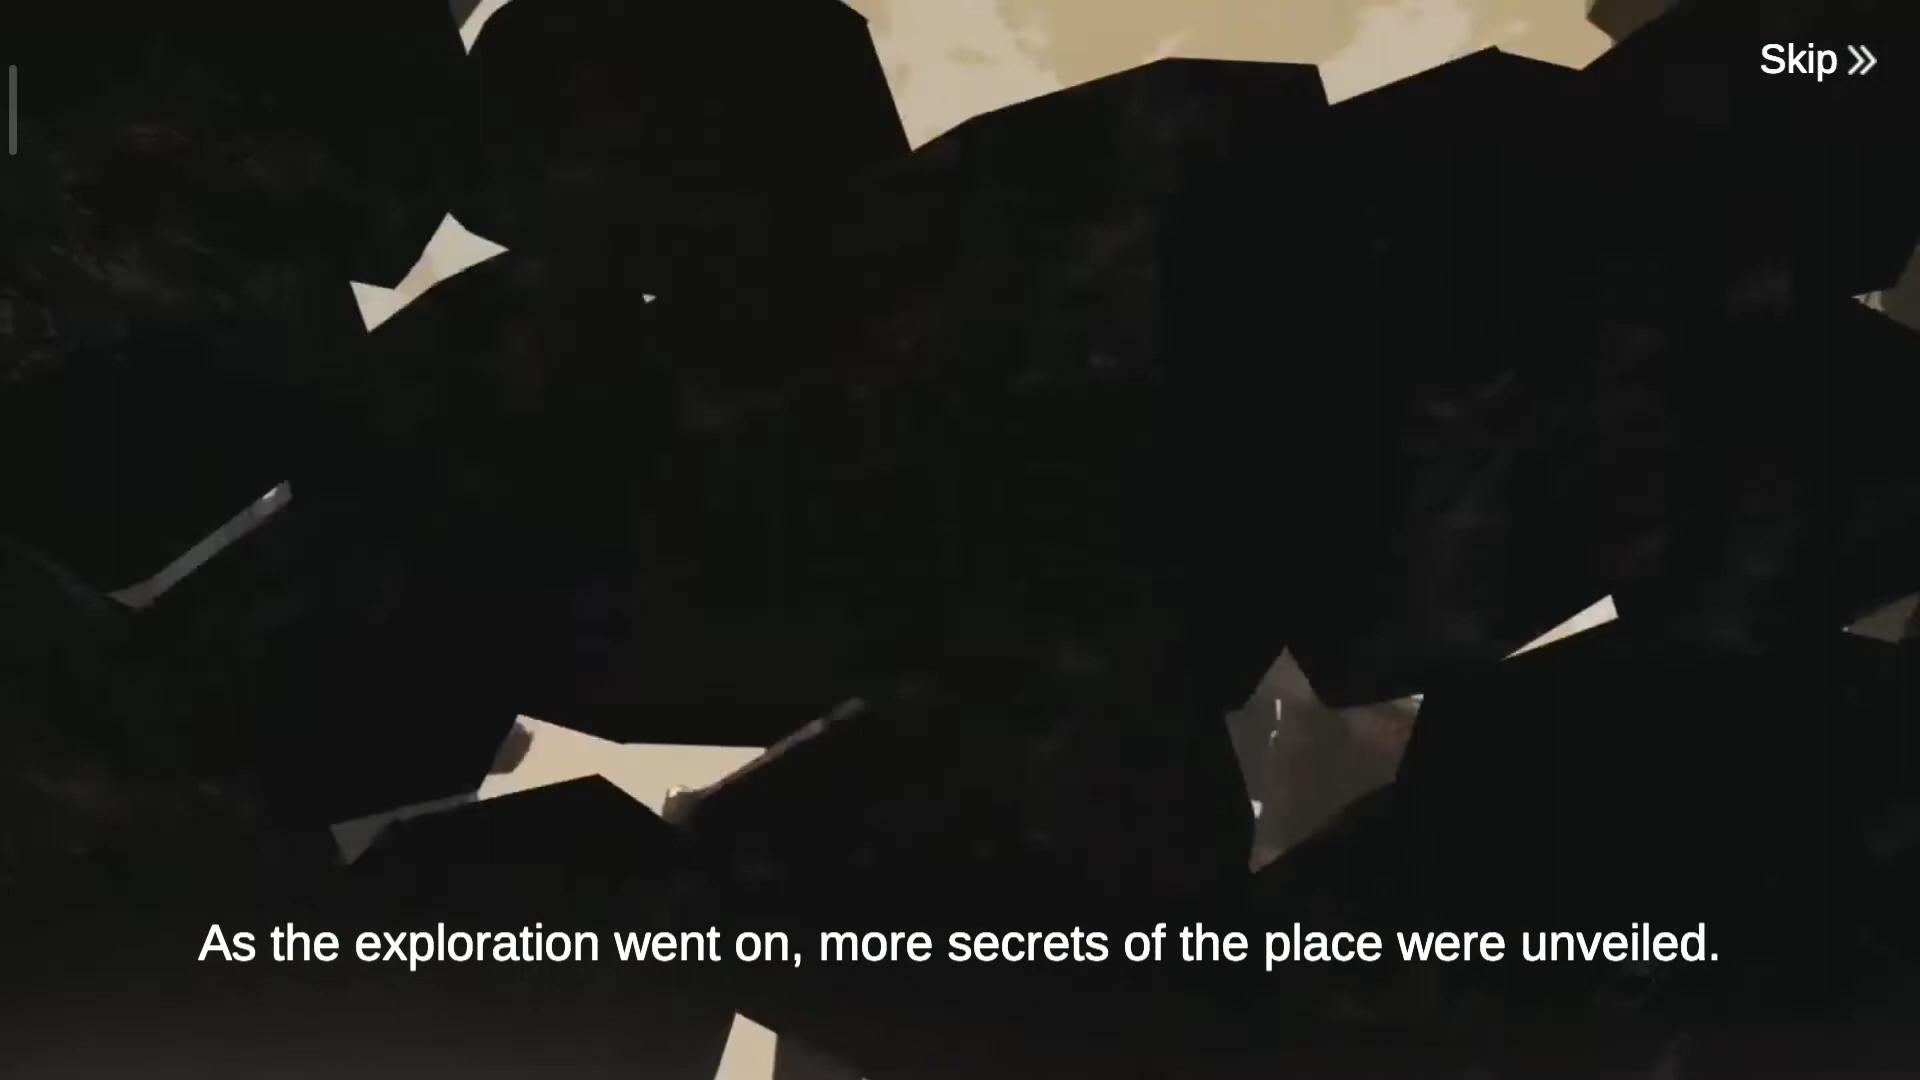 Skip
As the exploration went on, more secrets of the place were unveiled.